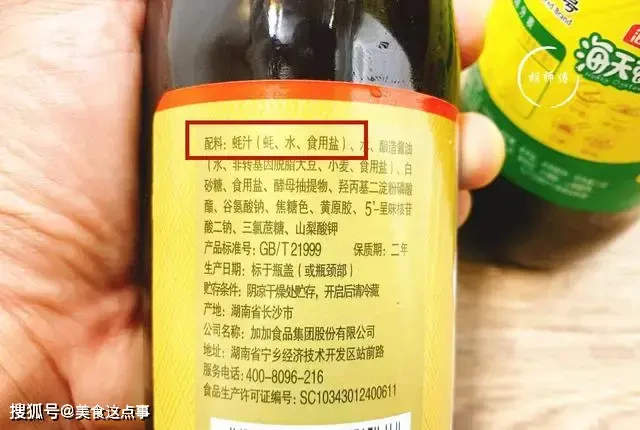 配料：蚝汁（蚝、水、食用盐）、水、酿造酱油
（水、非转基因脱脂大豆、小麦、食用盐）、白
砂糖、食用盐、酵母抽提物、羟丙基二淀粉磷酸
酯、谷氨酸钠、焦糖色、黄原胶、5'-呈味核苷
酸二钠、三氯蔗糖、山梨酸钾
产品标准号：GB/T 21999 保质期：二年
生产日期：标于瓶盖（或瓶颈部）
贮存条件：阴凉干燥处贮存，开启后请冷藏
产地：湖南省长沙市
公司名称：加加食品集团股份有限公司
地址：湖南省宁乡经济技术开发区站前路
服务电话：400-8096-216
食品生产许可证编号：SC10343012400611
号
海天
胡师傅
搜狐号@美食这点事